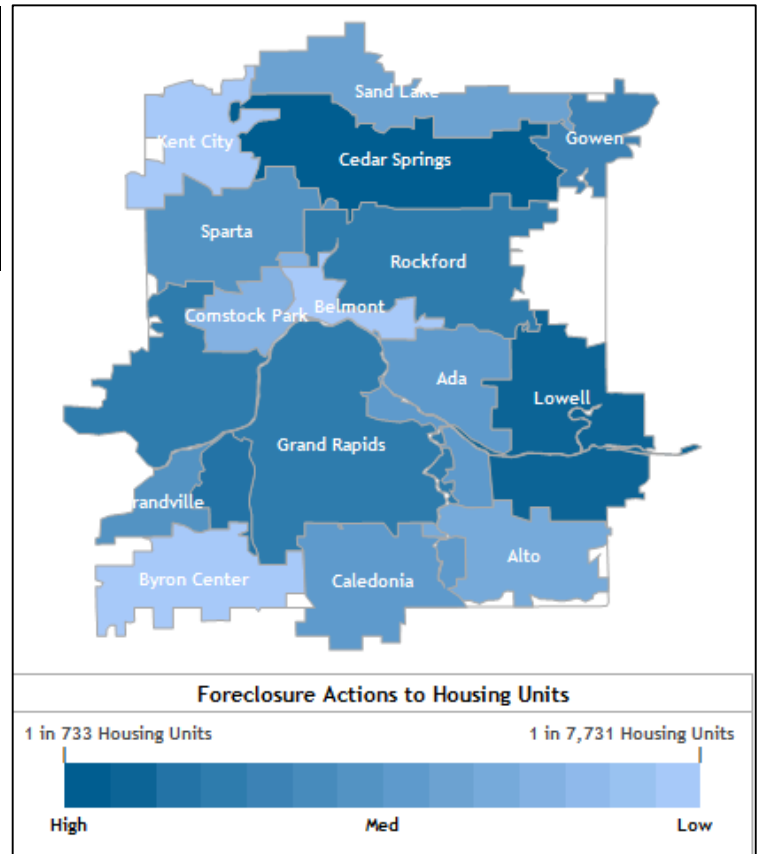 Sand Lake
Kent City
Gowen
Cedar Springs
Sparta
Rockford
Belmont
Comstock Park
Ada
Lowell
Grand Rapids
randville
Alto
Byron Center
Caledonia
Foreclosure Actions to Housing Units
1 in 733 Housing Units
1 in 7,731 Housing Units
High
Med
Low